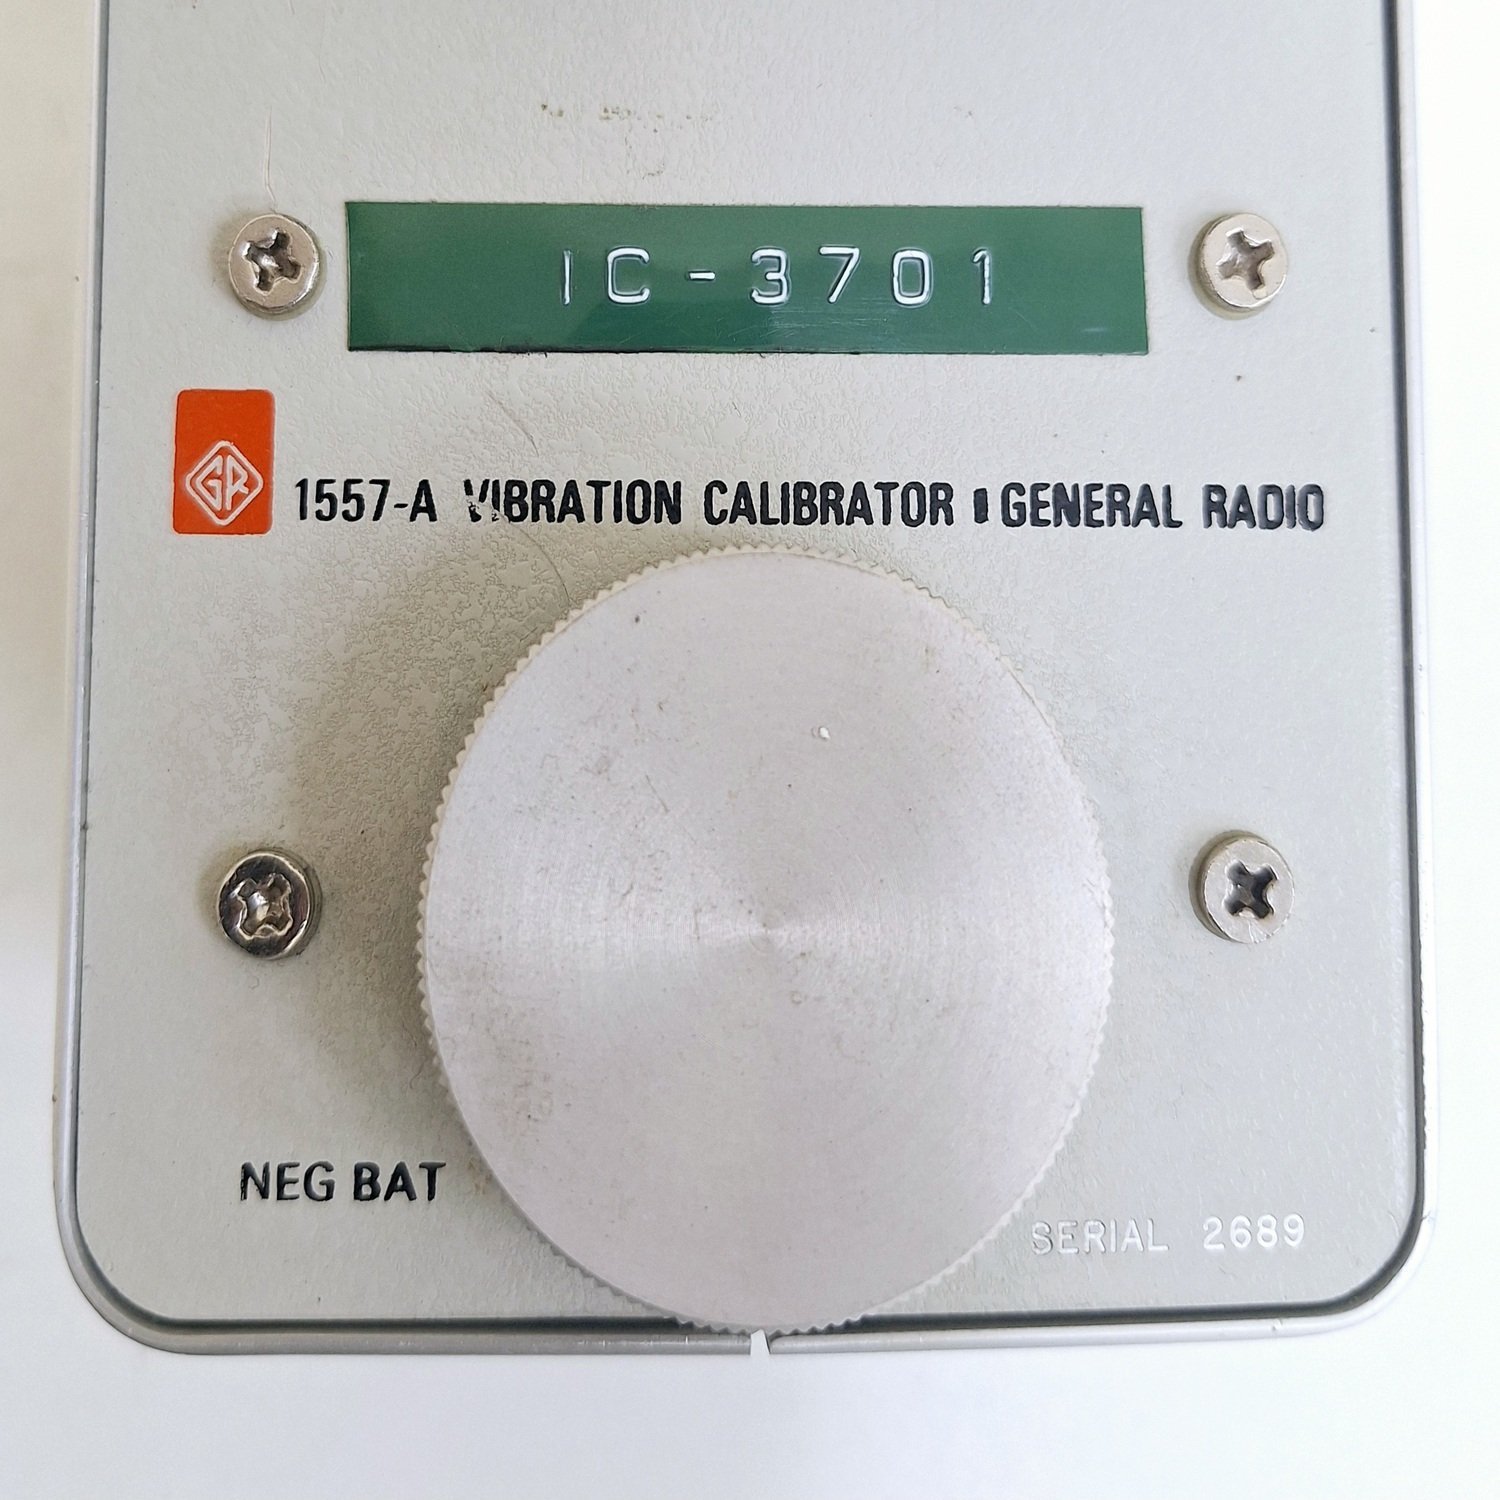 IC-3701
GR
1557-A VIBRATION CALIBRATOR ▮ GENERAL RADIO
NEG BAT
SERIAL 2689